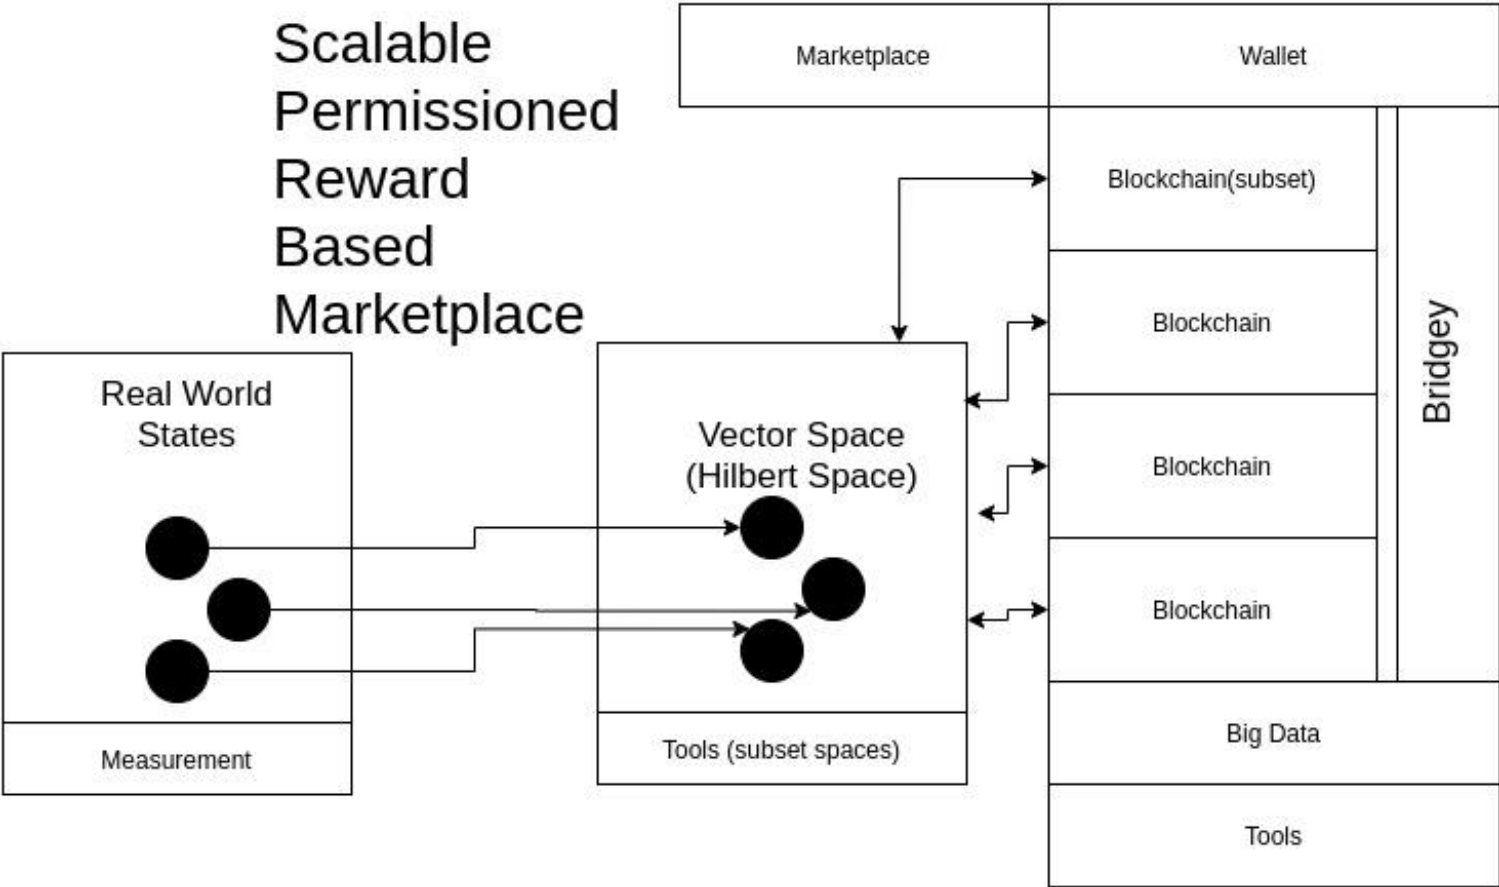 Scalable
Permissioned
Reward
Based
Marketplace
Marketplace
Wallet
Blockchain(subset)
Blockchain
Blockchain
Blockchain
Bridgey
Big Data
Tools
Real World
States
Measurement
Vector Space
(Hilbert Space)
Tools (subset spaces)